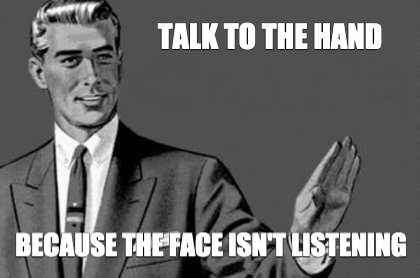 TALK TO THE HAND
BECAUSE THE FACE ISN'T LISTENING